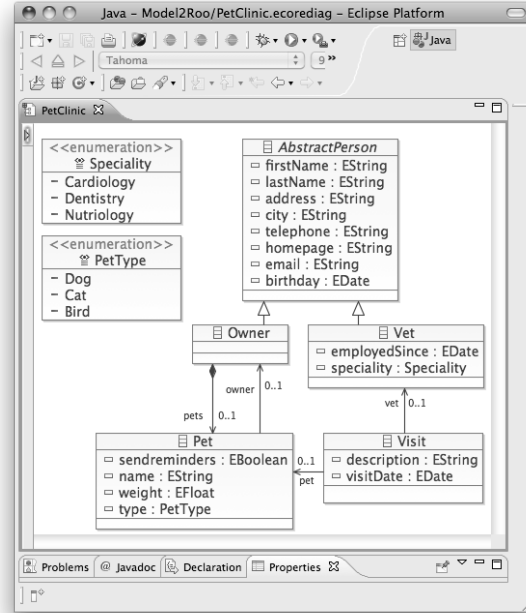 Java - Model2Roo/PetClinic.ecorediag - Eclipse Platform
Java
Tahoma
9
PetClinic
<<enumeration>>
Speciality
– Cardiology
– Dentistry
– Nutriology
<<enumeration>>
PetType
– Dog
– Cat
– Bird
AbstractPerson
firstName : EString
lastName : EString
address : EString
city : EString
telephone : EString
homepage : EString
email : EString
birthday : EDate
Owner
Vet
employedSince : EDate
speciality : Speciality
owner 0..1
pets 0..1
vet 0..1
Pet
sendreminders : EBoolean
name : EString
weight : EFloat
type : PetType
0..1
pet
Visit
description : EString
visitDate : EDate
Problems @ Javadoc Declaration Properties